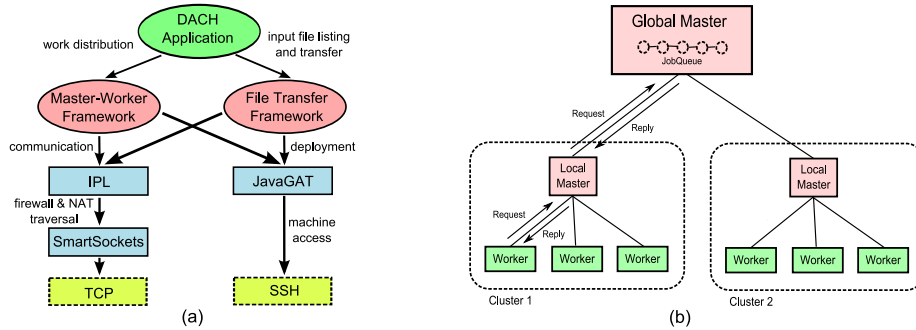 DACH
Application
work distribution
input file listing
and transfer
Master-Worker
Framework
File Transfer
Framework
communication
deployment
IPL
JavaGAT
firewall & NAT
traversal
machine
access
SmartSockets
TCP
SSH
(a)
Global Master
JobQueue
Request
Reply
Local
Master
Local
Master
Request
Reply
Worker
Worker
Worker
Worker
Worker
Worker
Cluster 1
Cluster 2
(b)